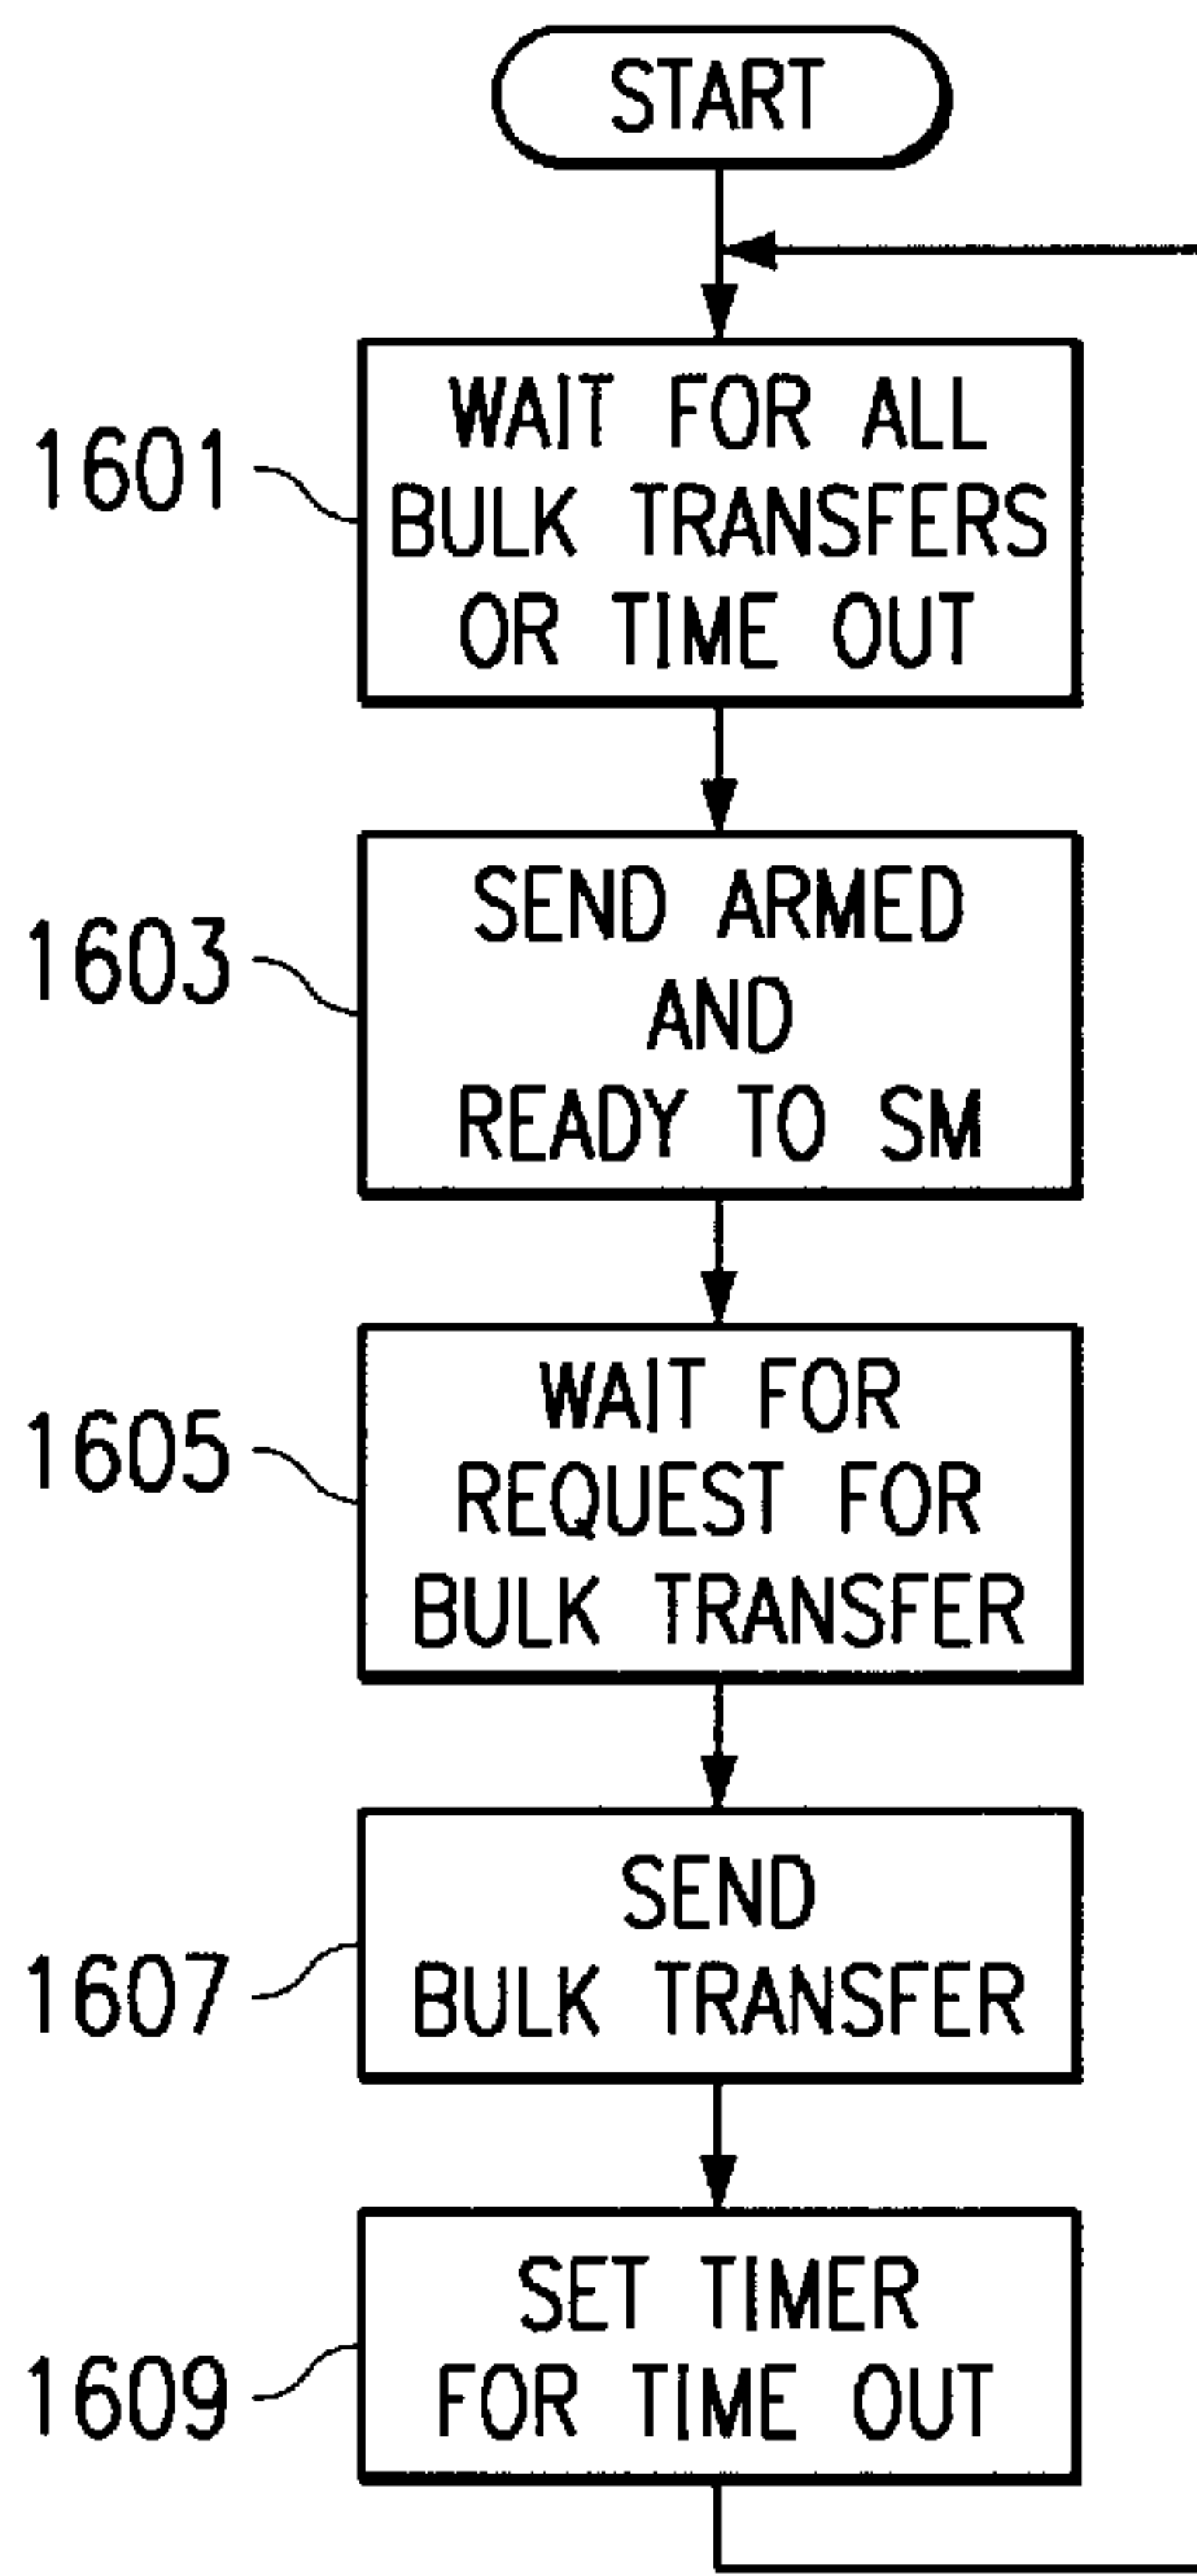 START
1601
WAIT FOR ALL
BULK TRANSFERS
OR TIME OUT
1603
SEND ARMED
AND
READY TO SM
1605
WAIT FOR
REQUEST FOR
BULK TRANSFER
1607
SEND
BULK TRANSFER
1609
SET TIMER
FOR TIME OUT